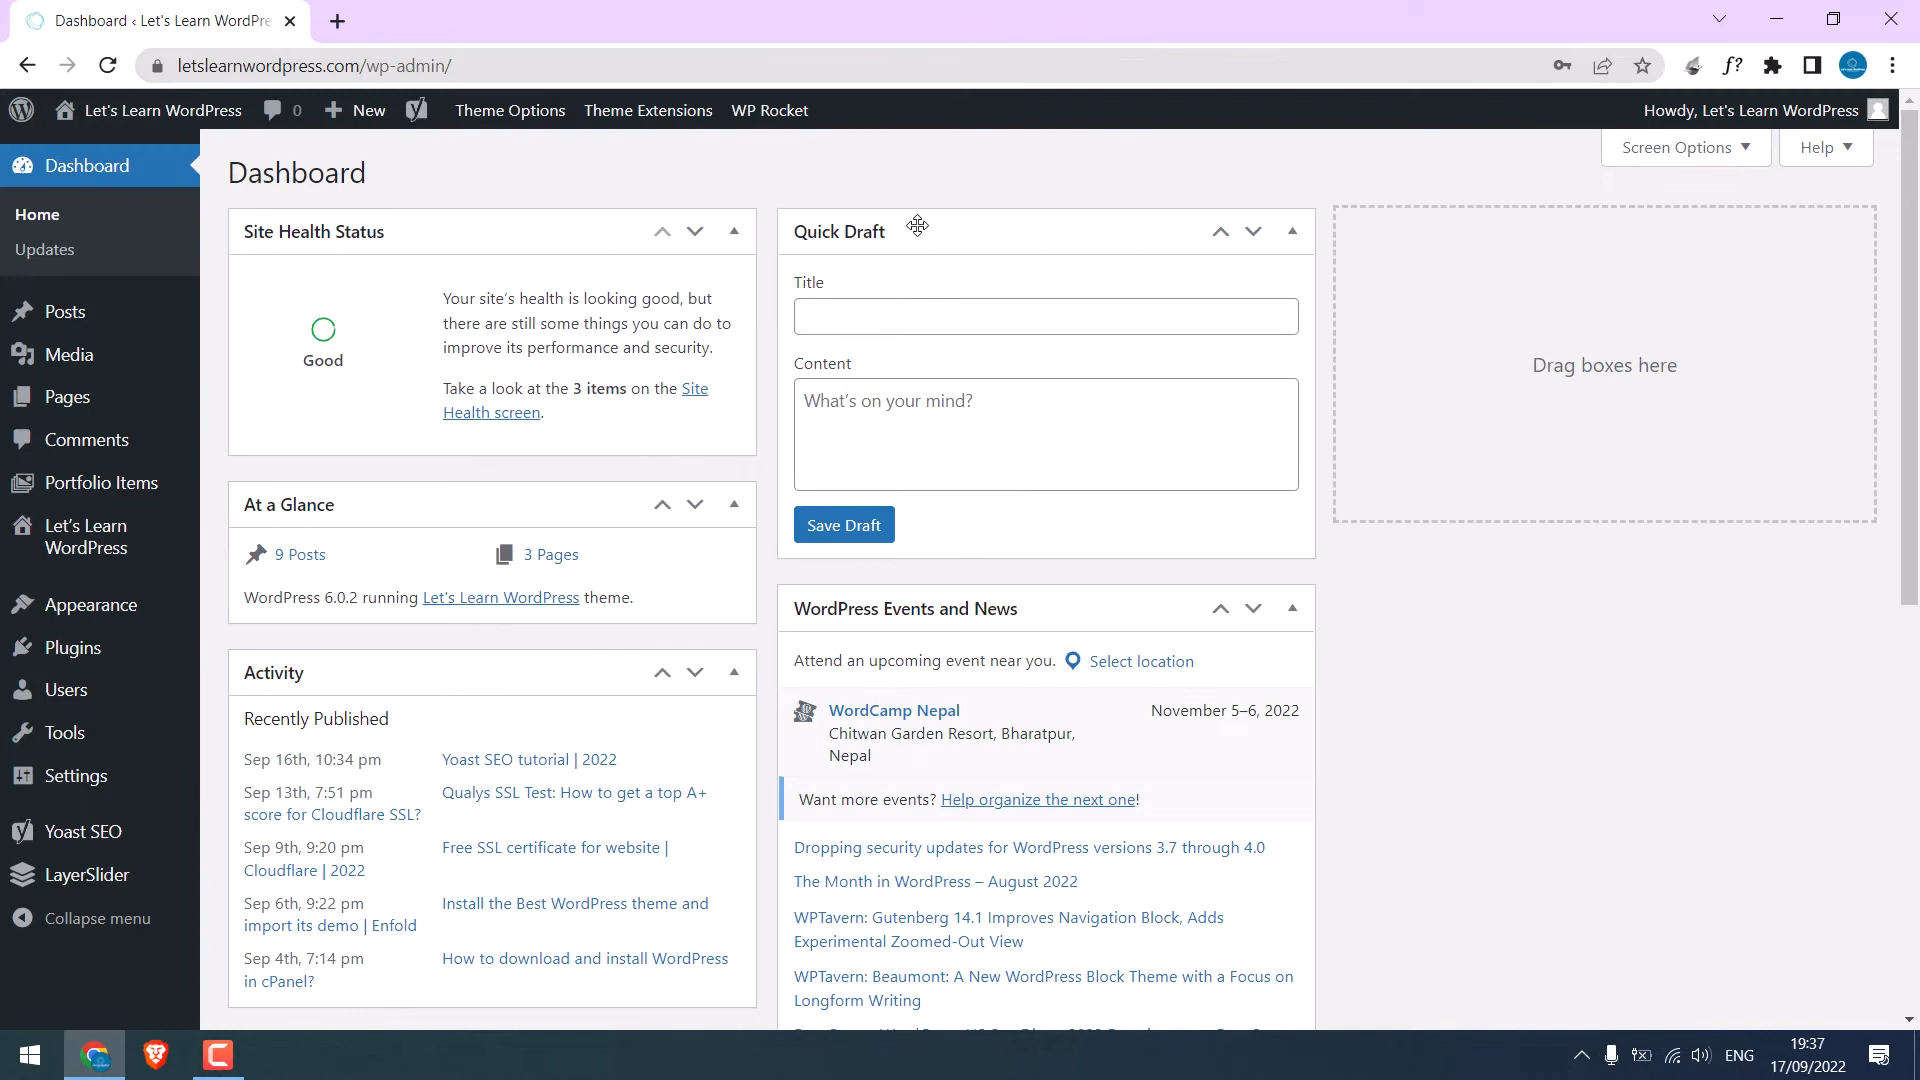 Dashboard ‹ Let's Learn WordPre
letslearnwordpress.com/wp-admin/
f?
Let's Learn WordPress
0
New
Theme Options
Theme Extensions
WP Rocket
Howdy, Let's Learn WordPress
Dashboard
Home
Updates
Posts
Media
Pages
Comments
Portfolio Items
Let's Learn
WordPress
Appearance
Plugins
Users
Tools
Settings
Yoast SEO
LayerSlider
Collapse menu
Screen Options
Help
Dashboard
Site Health Status
Good
Your site's health is looking good, but
there are still some things you can do to
improve its performance and security.
Take a look at the 3 items on the Site
Health screen.
At a Glance
9 Posts
3 Pages
WordPress 6.0.2 running Let's Learn WordPress theme.
Activity
Recently Published
Sep 16th, 10:34 pm Yoast SEO tutorial | 2022
Sep 13th, 7:51 pm Qualys SSL Test: How to get a top A+
score for Cloudflare SSL?
Sep 9th, 9:20 pm Free SSL certificate for website |
Cloudflare | 2022
Sep 6th, 9:22 pm Install the Best WordPress theme and
import its demo | Enfold
Sep 4th, 7:14 pm How to download and install WordPress
in cPanel?
Quick Draft
Title
Content
What's on your mind?
Save Draft
WordPress Events and News
Attend an upcoming event near you. Select location
WordCamp Nepal November 5–6, 2022
Chitwan Garden Resort, Bharatpur,
Nepal
Want more events? Help organize the next one!
Dropping security updates for WordPress versions 3.7 through 4.0
The Month in WordPress – August 2022
WPTavern: Gutenberg 14.1 Improves Navigation Block, Adds
Experimental Zoomed-Out View
WPTavern: Beaumont: A New WordPress Block Theme with a Focus on
Longform Writing
Drag boxes here
ENG
19:37
17/09/2022